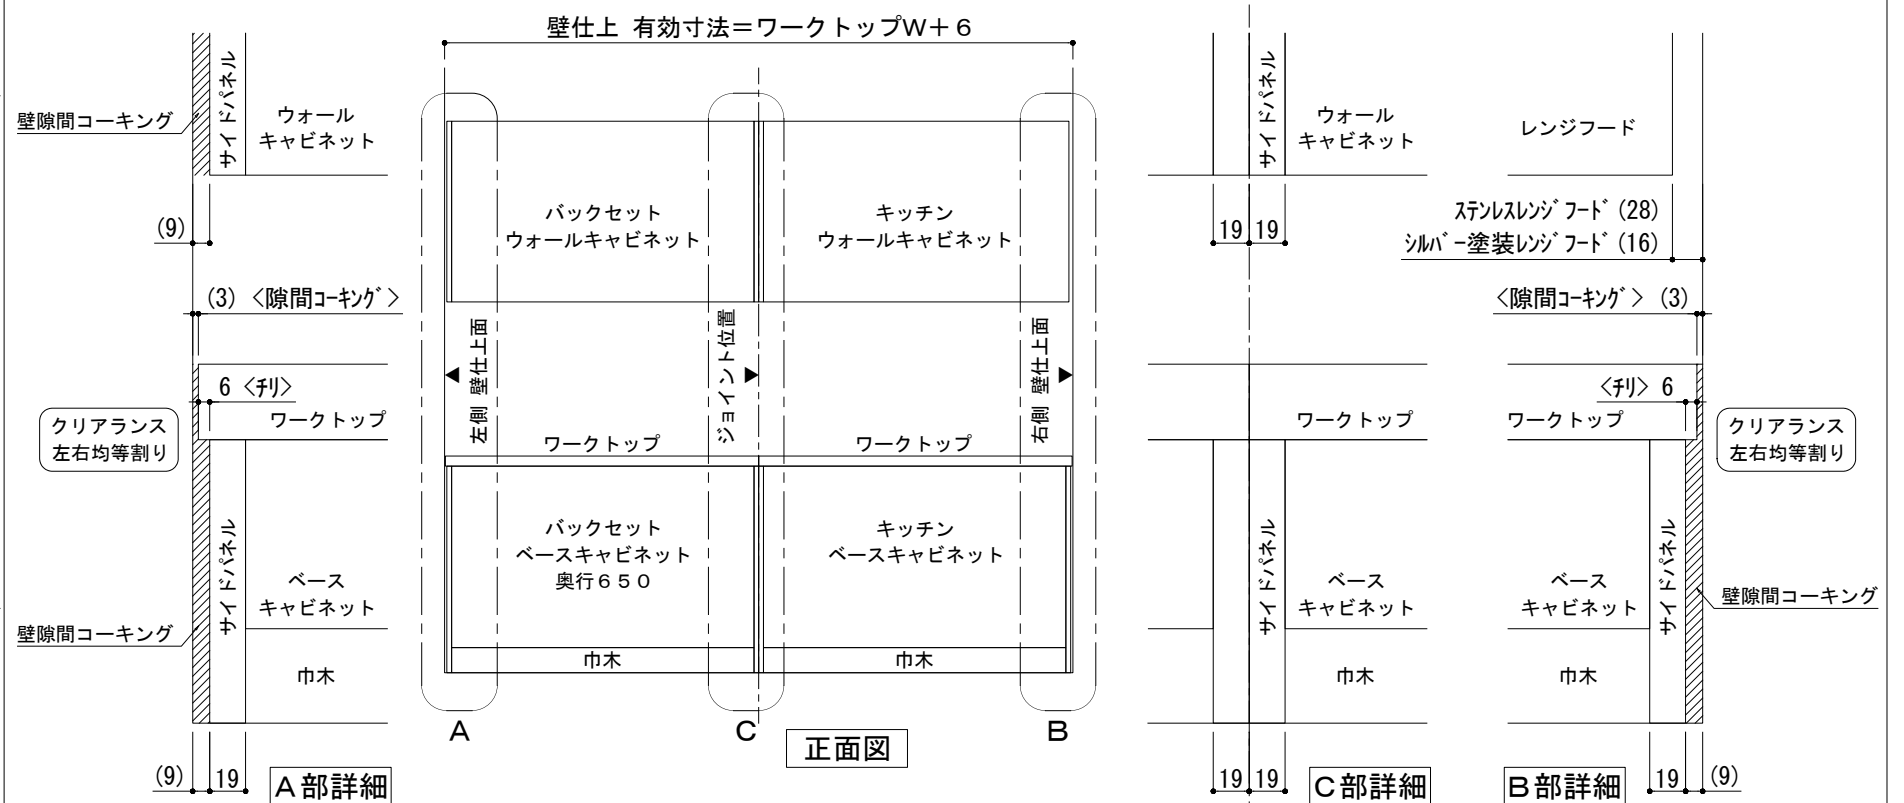 壁仕上 有効寸法=ワークトップW+6
壁隙間コーキング
サイドパネル
ウォール
キャビネット
(9)
(3) <隙間ｺｰｷﾝｸﾞ>
6 <ﾁﾘ>
ワークトップ
クリアランス
左右均等割り
サイドパネル
ベース
キャビネット
壁隙間コーキング
巾木
(9) 19
A部詳細
バックセット
ウォールキャビネット
キッチン
ウォールキャビネット
左側 壁仕上面
ジョイント位置
右側 壁仕上面
ワークトップ
ワークトップ
バックセット
ベースキャビネット
奥行650
キッチン
ベースキャビネット
巾木
巾木
A
C
B
正面図
サイドパネル
ウォール
キャビネット
19 19
ワークトップ
サイドパネル
ベース
キャビネット
巾木
19 19
C部詳細
レンジフード
ｽﾃﾝﾚｽﾚﾝｼﾞﾌｰﾄﾞ(28)
ｼﾙﾊﾞｰ塗装ﾚﾝｼﾞﾌｰﾄﾞ(16)
<隙間ｺｰｷﾝｸﾞ> (3)
<ﾁﾘ> 6
ワークトップ
クリアランス
左右均等割り
サイドパネル
ベース
キャビネット
壁隙間コーキング
巾木
19 (9)
B部詳細